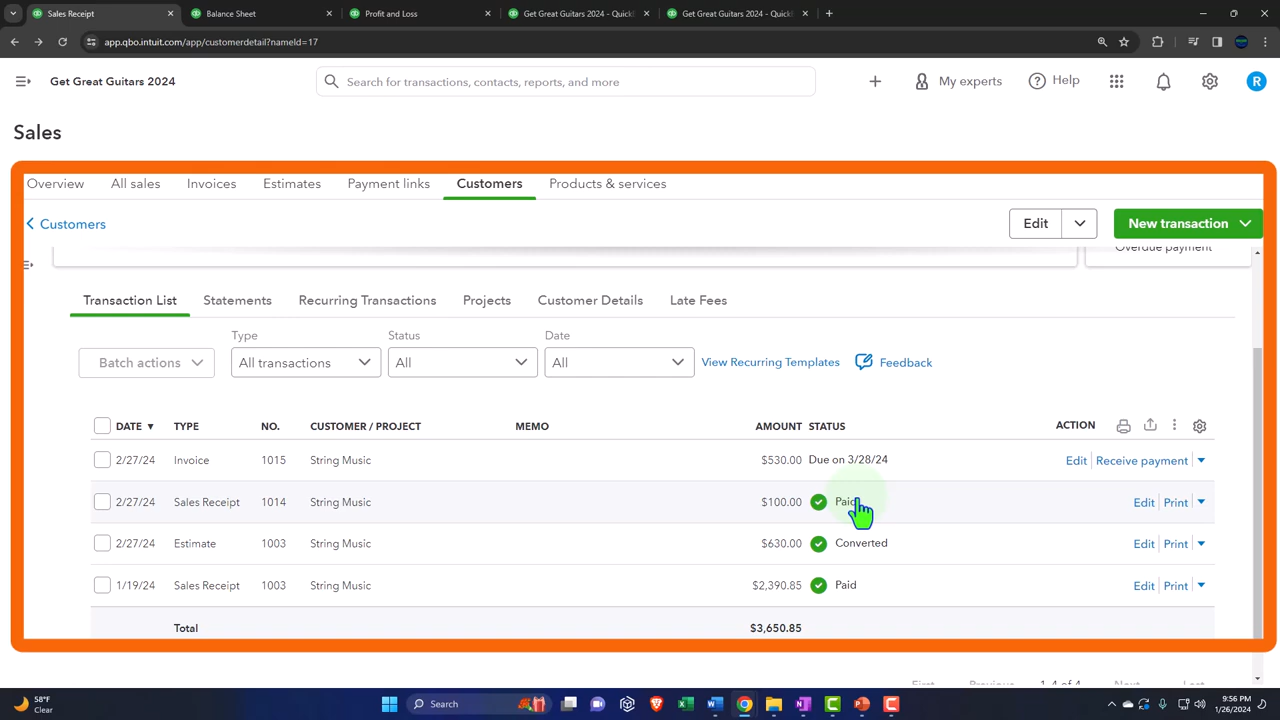 Sales Receipt
Balance Sheet
Profit and Loss
Get Great Guitars 2024 - Quick
Get Great Guitars 2024 - Quick
app.qbo.intuit.com/app/customerdetail?nameId=17
Get Great Guitars 2024
Search for transactions, contacts, reports, and more
My experts
Help
R
Sales
Overview
All sales
Invoices
Estimates
Payment links
Customers
Products & services
Customers
Edit
New transaction
Overdue payment
Transaction List
Statements
Recurring Transactions
Projects
Customer Details
Late Fees
Type
Status
Date
Batch actions
All transactions
All
All
View Recurring Templates
Feedback
DATE ▼ TYPE NO. CUSTOMER / PROJECT MEMO AMOUNT STATUS ACTION
2/27/24 Invoice 1015 String Music $530.00 Due on 3/28/24 Edit Receive payment
2/27/24 Sales Receipt 1014 String Music $100.00 Paid Edit Print
2/27/24 Estimate 1003 String Music $630.00 Converted Edit Print
1/19/24 Sales Receipt 1003 String Music $2,390.85 Paid Edit Print
Total $3,650.85
First Previous 1-4 of 4 Next Last
58°F
Clear
Search
9:56 PM
1/26/2024